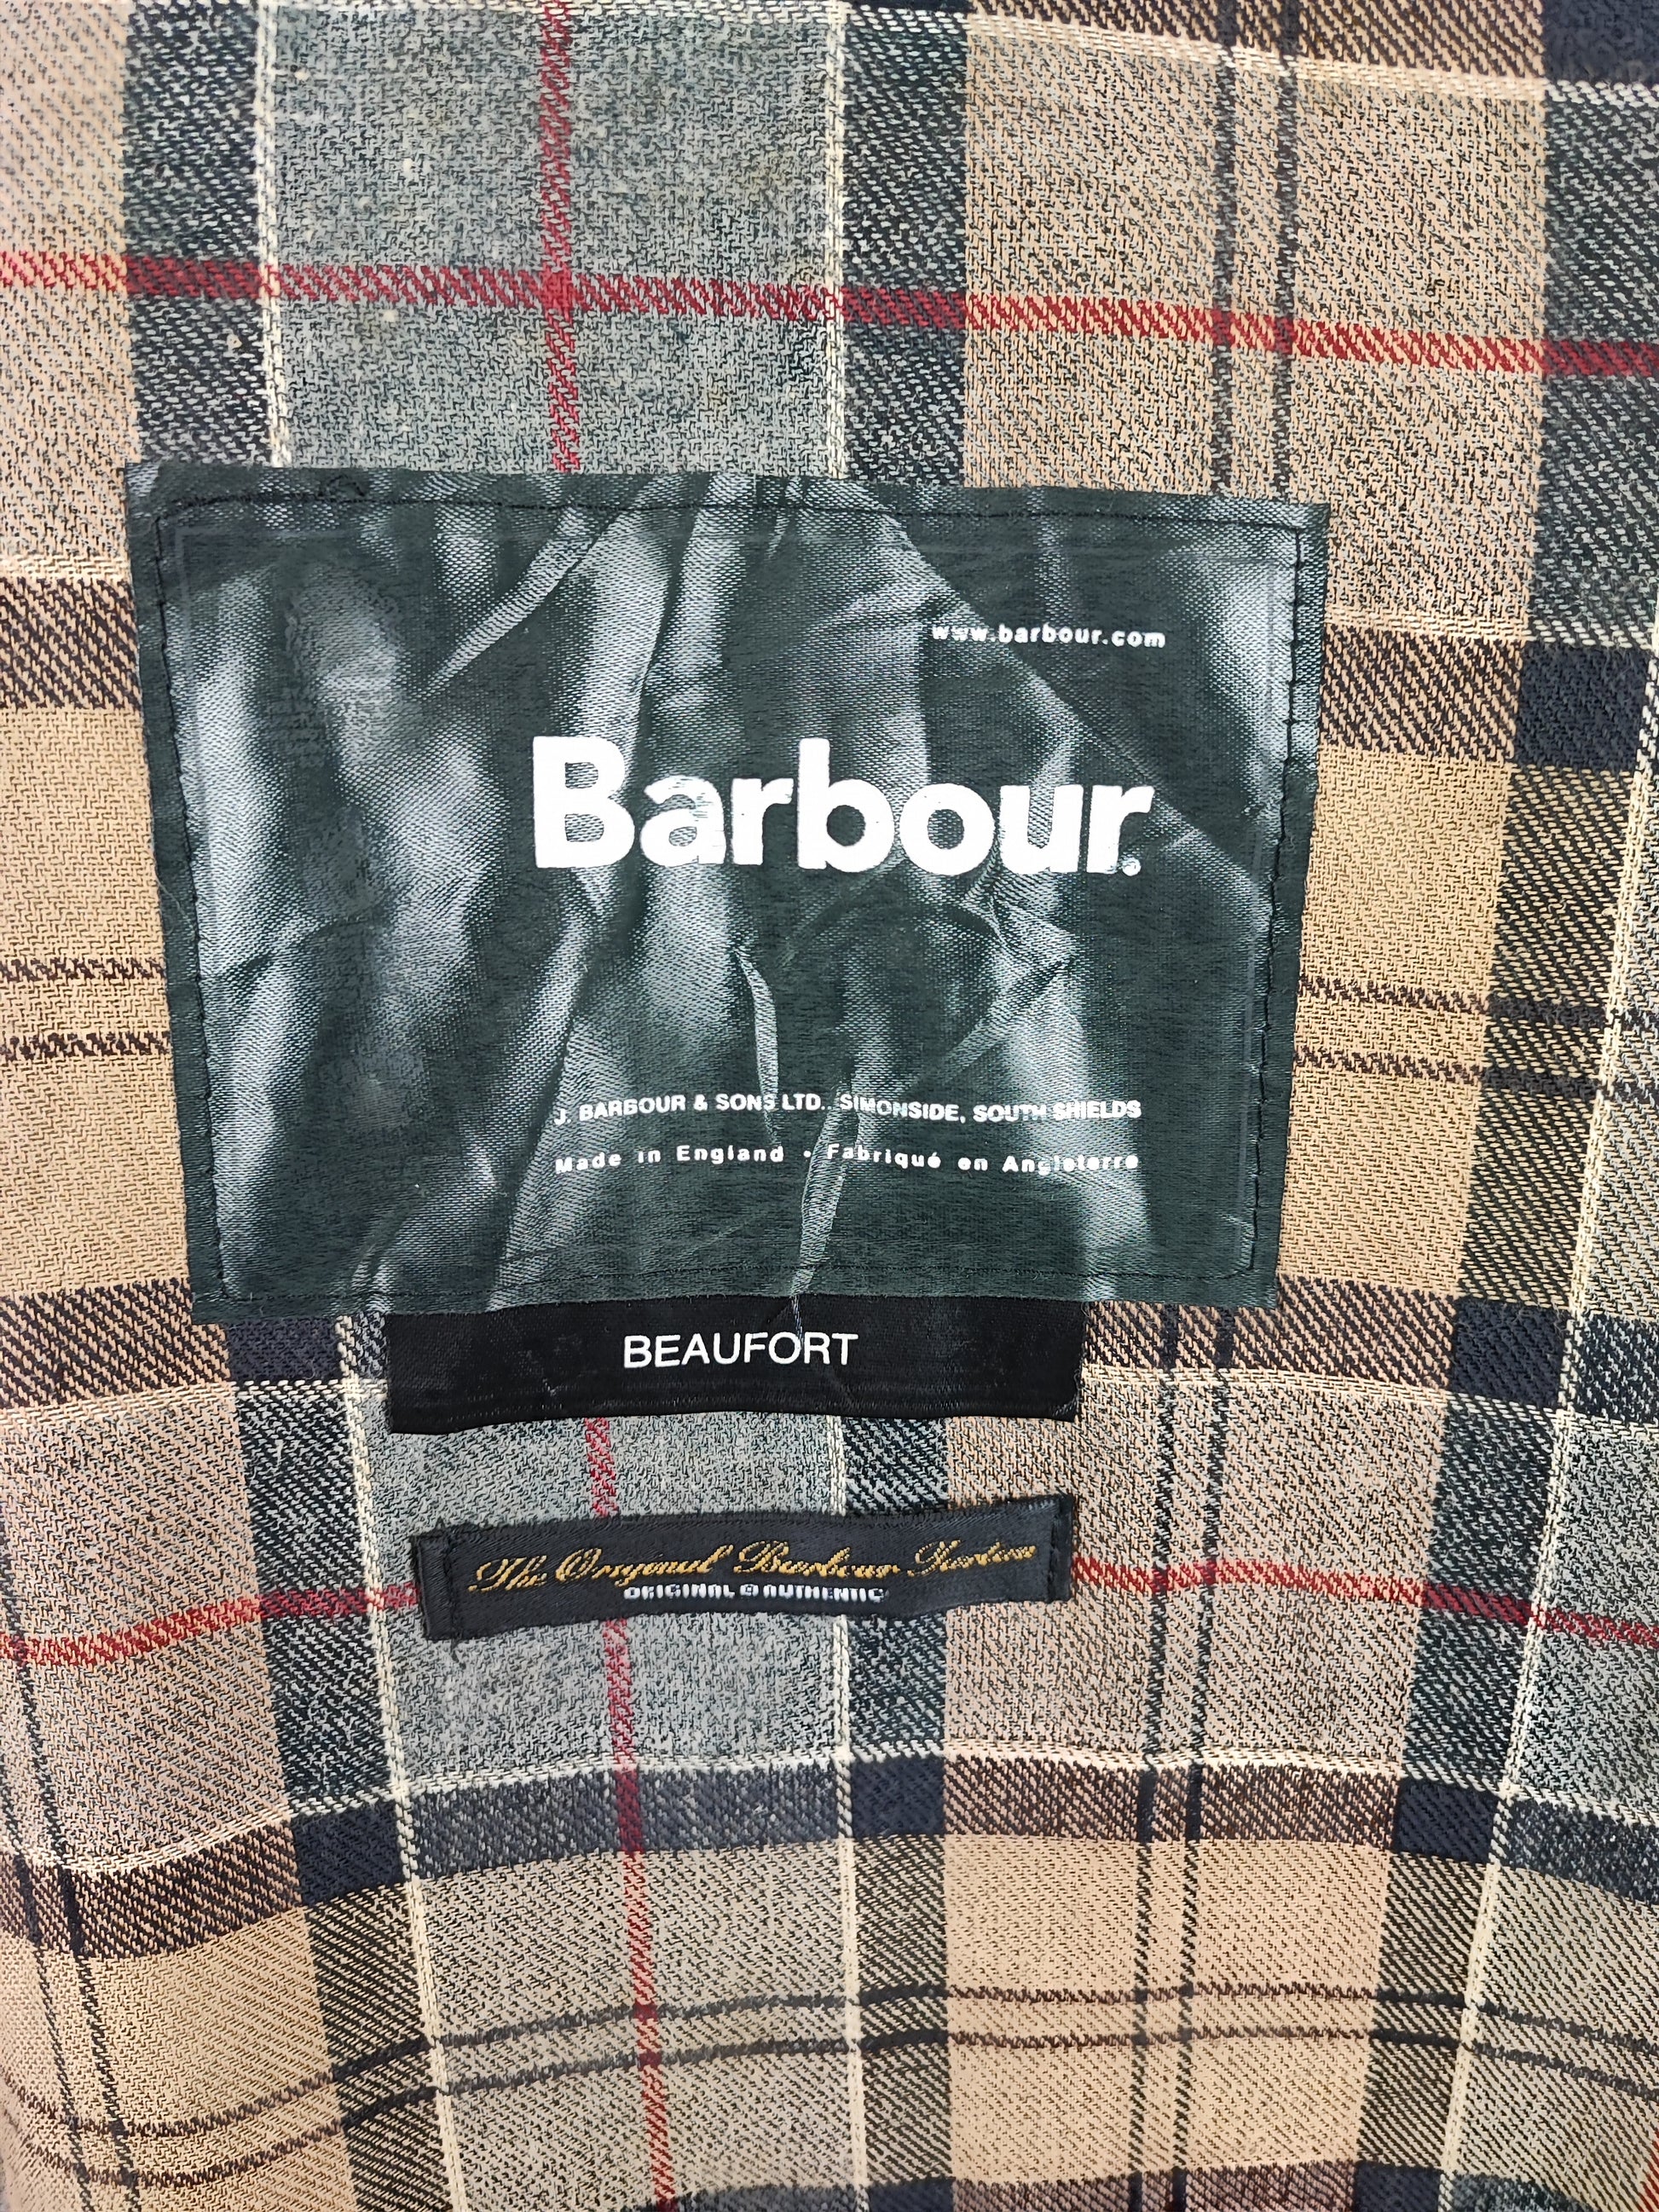 www.barbour.com
Barbour.
J. BARBOUR & SONS LTD., SIMONSIDE, SOUTH SHIELDS
Made in England • Fabriqué en Angleterre
BEAUFORT
The Original Barbour Tartan
ORIGINAL & AUTHENTIC